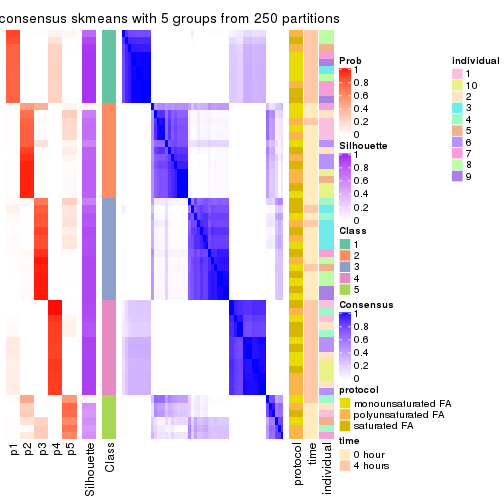 consensus skmeans with 5 groups from 250 partitions
Prob
1
0.8
0.6
0.4
0.2
0
Silhouette
1
0.8
0.6
0.4
0.2
0
Class
1
2
3
4
5
Consensus
1
0.8
0.6
0.4
0.2
0
protocol
monounsaturated FA
polyunsaturated FA
saturated FA
time
0 hour
4 hours
individual
1
10
2
3
4
5
6
7
8
9
p1
p2
p3
p4
p5
Silhouette
Class
protocol
time
individual